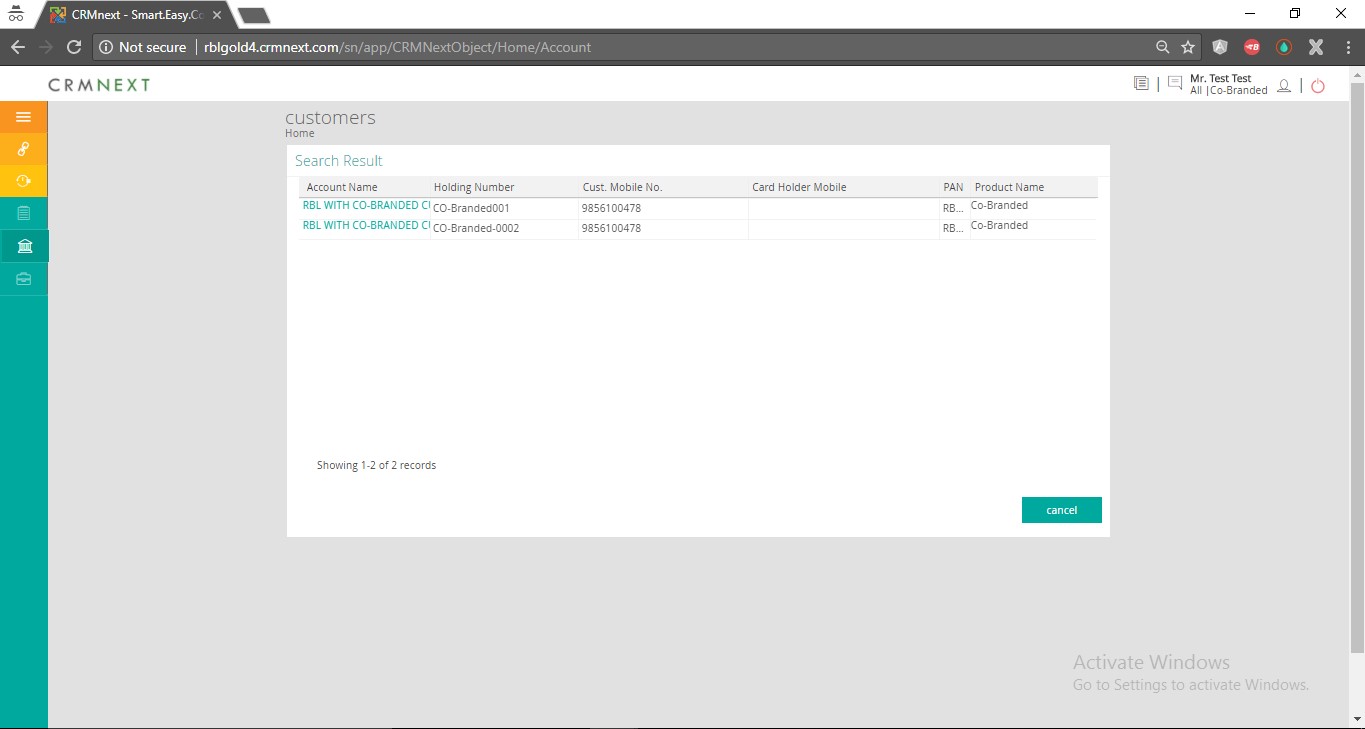 CRMnext - Smart.Easy.Co
Not secure | rblgold4.crmnext.com/sn/app/CRMNextObject/Home/Account
CRMNEXT
Mr. Test Test
All |Co-Branded
customers
Home
Search Result
Account Name Holding Number Cust. Mobile No. Card Holder Mobile PAN Product Name
RBL WITH CO-BRANDED CU CO-Branded001 9856100478 RB... Co-Branded
RBL WITH CO-BRANDED CU CO-Branded-0002 9856100478 RB... Co-Branded
Showing 1-2 of 2 records
cancel
Activate Windows
Go to Settings to activate Windows.